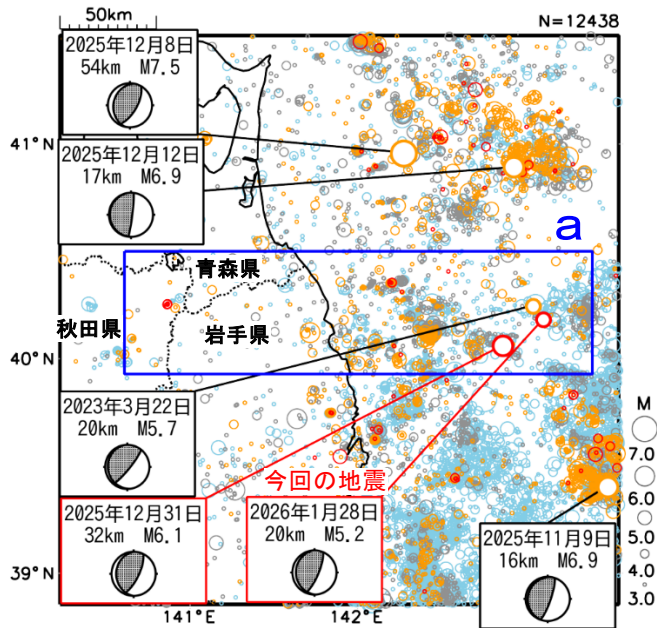 50km
N=12438
2025年12月8日
54km M7.5
41°N
2025年12月12日
17km M6.9
a
青森県
秋田県
岩手県
40°N
2023年3月22日
20km M5.7
今回の地震
2025年12月31日
32km M6.1
2026年1月28日
20km M5.2
2025年11月9日
16km M6.9
M
7.0
6.0
5.0
4.0
3.0
39°N
141°E
142°E